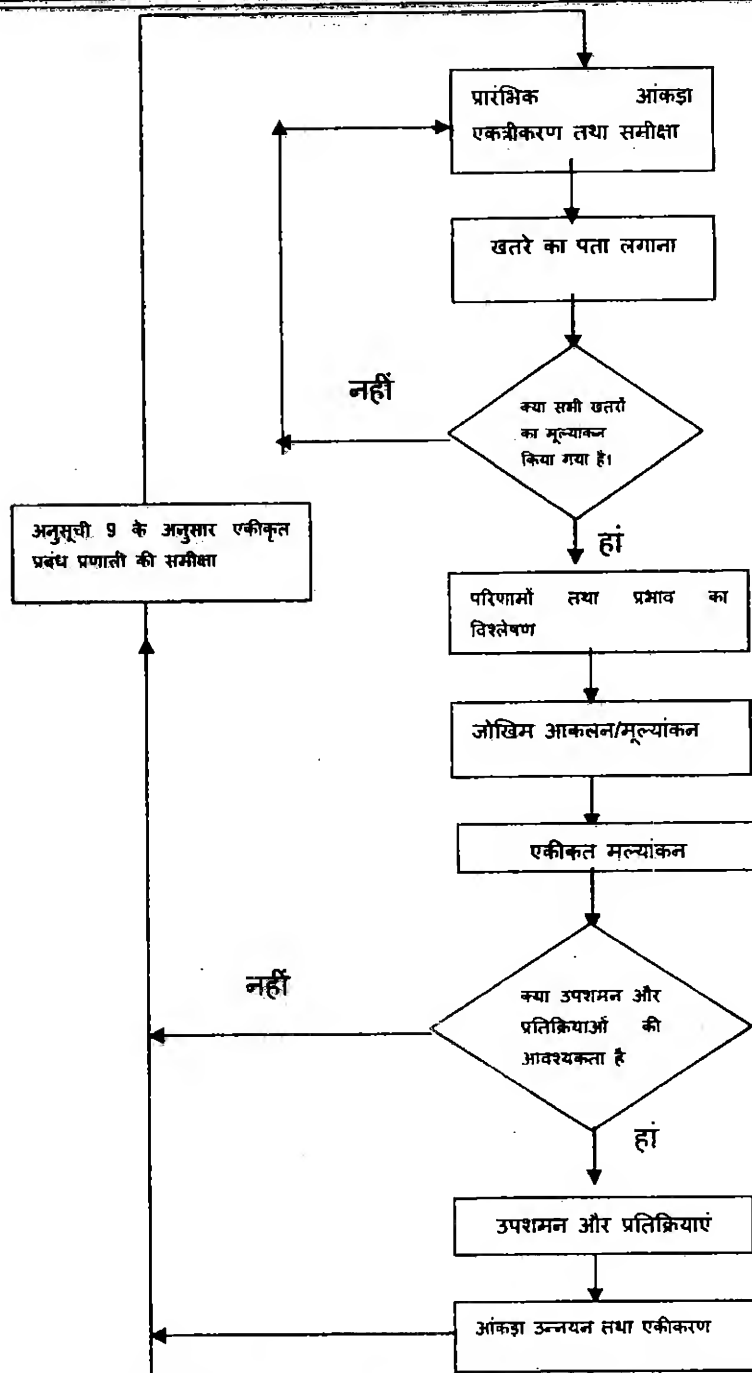 प्रारंभिक आंकड़ा
एकत्रीकरण तथा समीक्षा
खतरे का पता लगाना
नहीं
क्या सभी खतरों
का मूल्याकन
किया गया है।
हां
अनुसूची 9 के अनुसार एकीकृत
प्रबंध प्रणाली की समीक्षा
परिणामों तथा प्रभाव का
विश्लेषण
जोखिम आकलन/मूल्यांकन
एकीकत मल्यांकन
नहीं
क्या उपशमन और
प्रतिक्रियाओं की
आवश्यकता है
हां
उपशमन और प्रतिक्रियाएं
आंकड़ा उन्नयन तथा एकीकरण